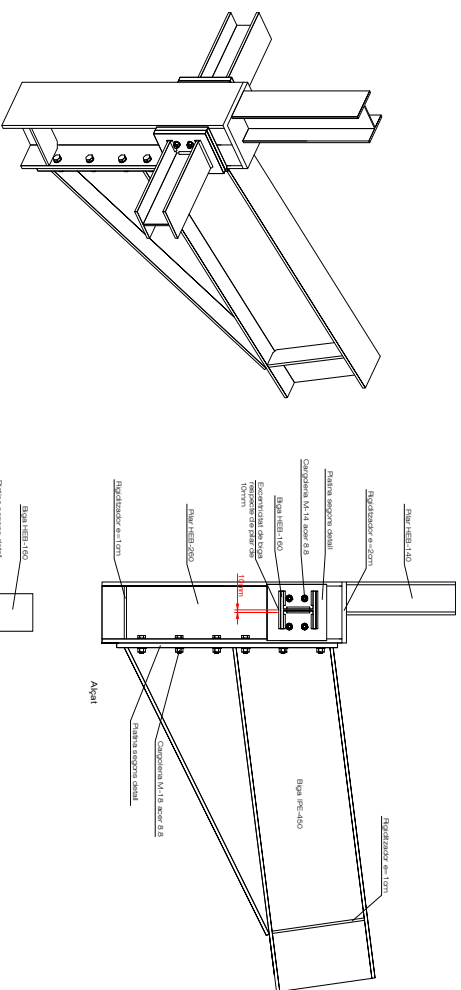 Pilar HEB-140
Rigiditzador e=2cm
Platina segons detall
Cargoleria M-14 acer 8.8
Biga HEB-160
Excentricitat de biga
respecte de pilar de
10mm
10mm
Pilar HEB-260
Rigiditzador e=1cm
Biga IPE-450
Rigiditzador e=1cm
Cargoleria M-18 acer 8.8
Platina segons detall
Alçat
Biga HEB-160